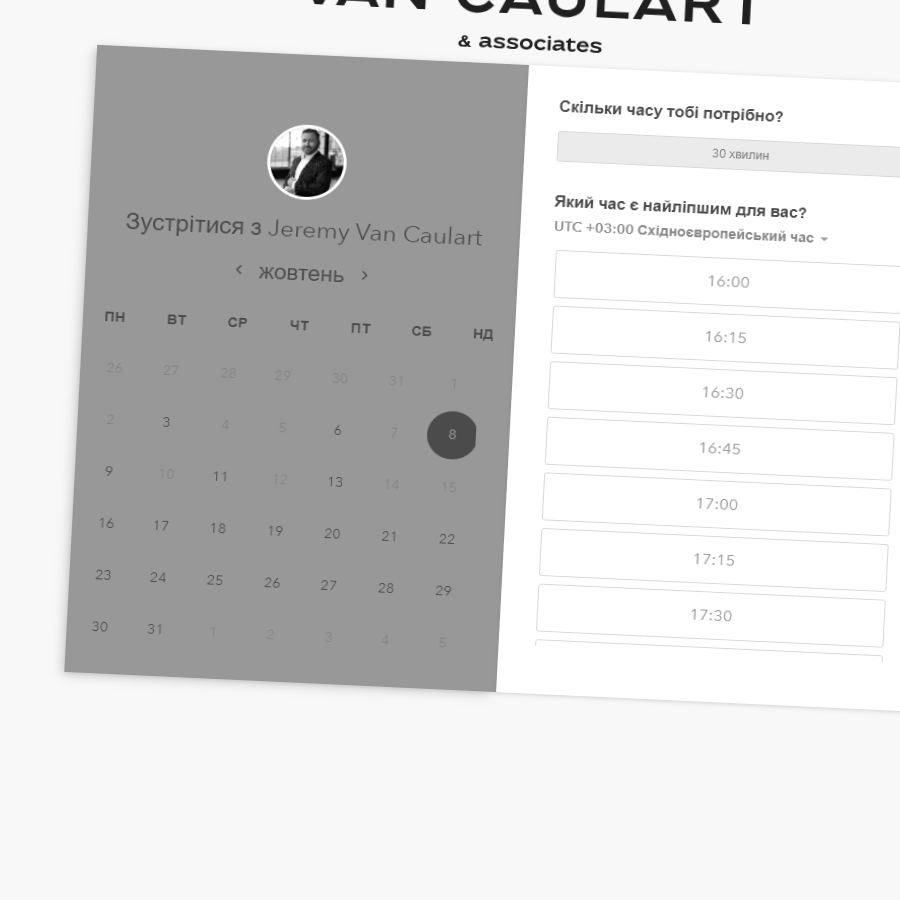 VAN CAULART
& associates
Зустрітися з Jeremy Van Caulart
жовтень
ПН ВТ СР ЧТ ПТ СБ НД
26 27 28 29 30 31 1
2 3 4 5 6 7 8
9 10 11 12 13 14 15
16 17 18 19 20 21 22
23 24 25 26 27 28 29
30 31 1 2 3 4 5
Скільки часу тобі потрібно?
30 хвилин
Який час є найліпшим для вас?
UTC +03:00 Східноєвропейський час
16:00
16:15
16:30
16:45
17:00
17:15
17:30